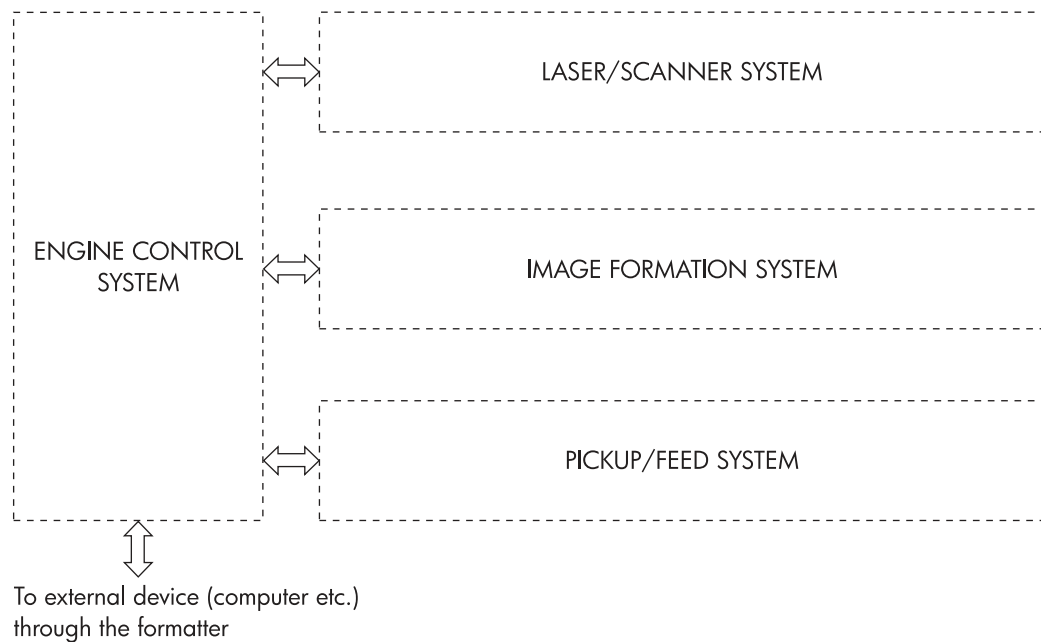 LASER/SCANNER SYSTEM
ENGINE CONTROL
SYSTEM
IMAGE FORMATION SYSTEM
PICKUP/FEED SYSTEM
To external device (computer etc.)
through the formatter